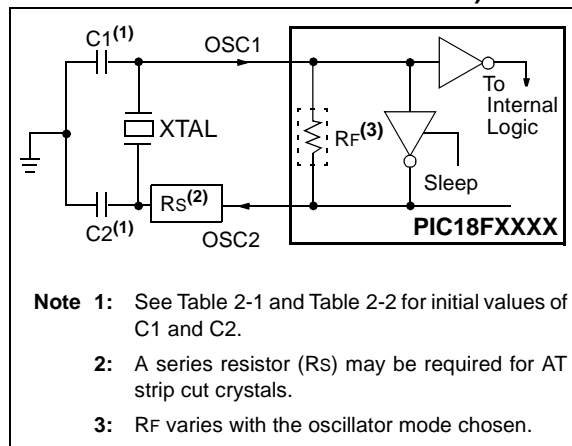 C1(1)
OSC1
To
Internal
Logic
XTAL
RF(3)
Sleep
RS(2)
C2(1)
OSC2
PIC18FXXXX
Note 1: See Table 2-1 and Table 2-2 for initial values of
C1 and C2.
2: A series resistor (RS) may be required for AT
strip cut crystals.
3: RF varies with the oscillator mode chosen.